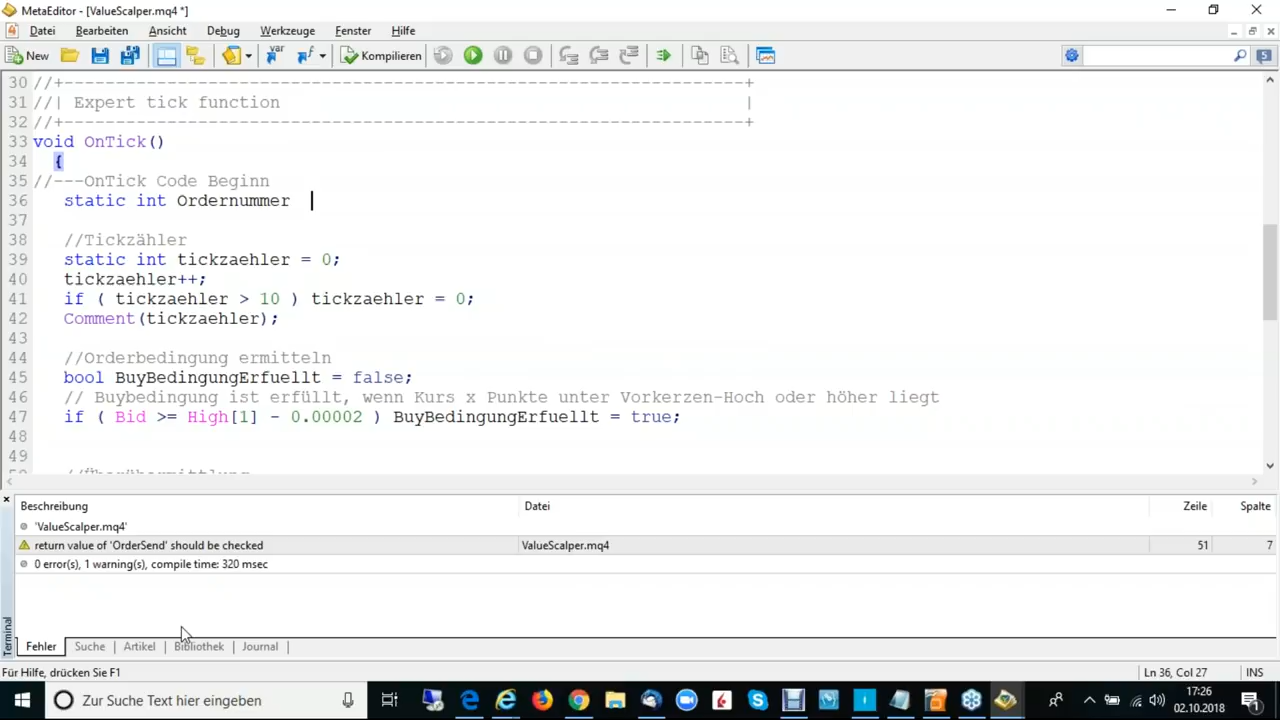 MetaEditor - [ValueScalper.mq4 *]
Datei Bearbeiten Ansicht Debug Werkzeuge Fenster Hilfe
New var Kompilieren 5
30 //+------------------------------------------------------------------+
31 //| Expert tick function |
32 //+------------------------------------------------------------------+
33 void OnTick()
34 {
35 //---OnTick Code Beginn
36 static int Ordernummer
37
38 //Tickzähler
39 static int tickzaehler = 0;
40 tickzaehler++;
41 if ( tickzaehler > 10 ) tickzaehler = 0;
42 Comment(tickzaehler);
43
44 //Orderbedingung ermitteln
45 bool BuyBedingungErfuellt = false;
46 // Buybedingung ist erfüllt, wenn Kurs x Punkte unter Vorkerzen-Hoch oder höher liegt
47 if ( Bid >= High[1] - 0.00002 ) BuyBedingungErfuellt = true;
48
49
Beschreibung Datei Zeile Spalte
'ValueScalper.mq4'
return value of 'OrderSend' should be checked ValueScalper.mq4 51 7
0 error(s), 1 warning(s), compile time: 320 msec
Terminal
Fehler Suche Artikel Bibliothek Journal
Für Hilfe, drücken Sie F1 Ln 36, Col 27 INS
Zur Suche Text hier eingeben
17:26
02.10.2018
1